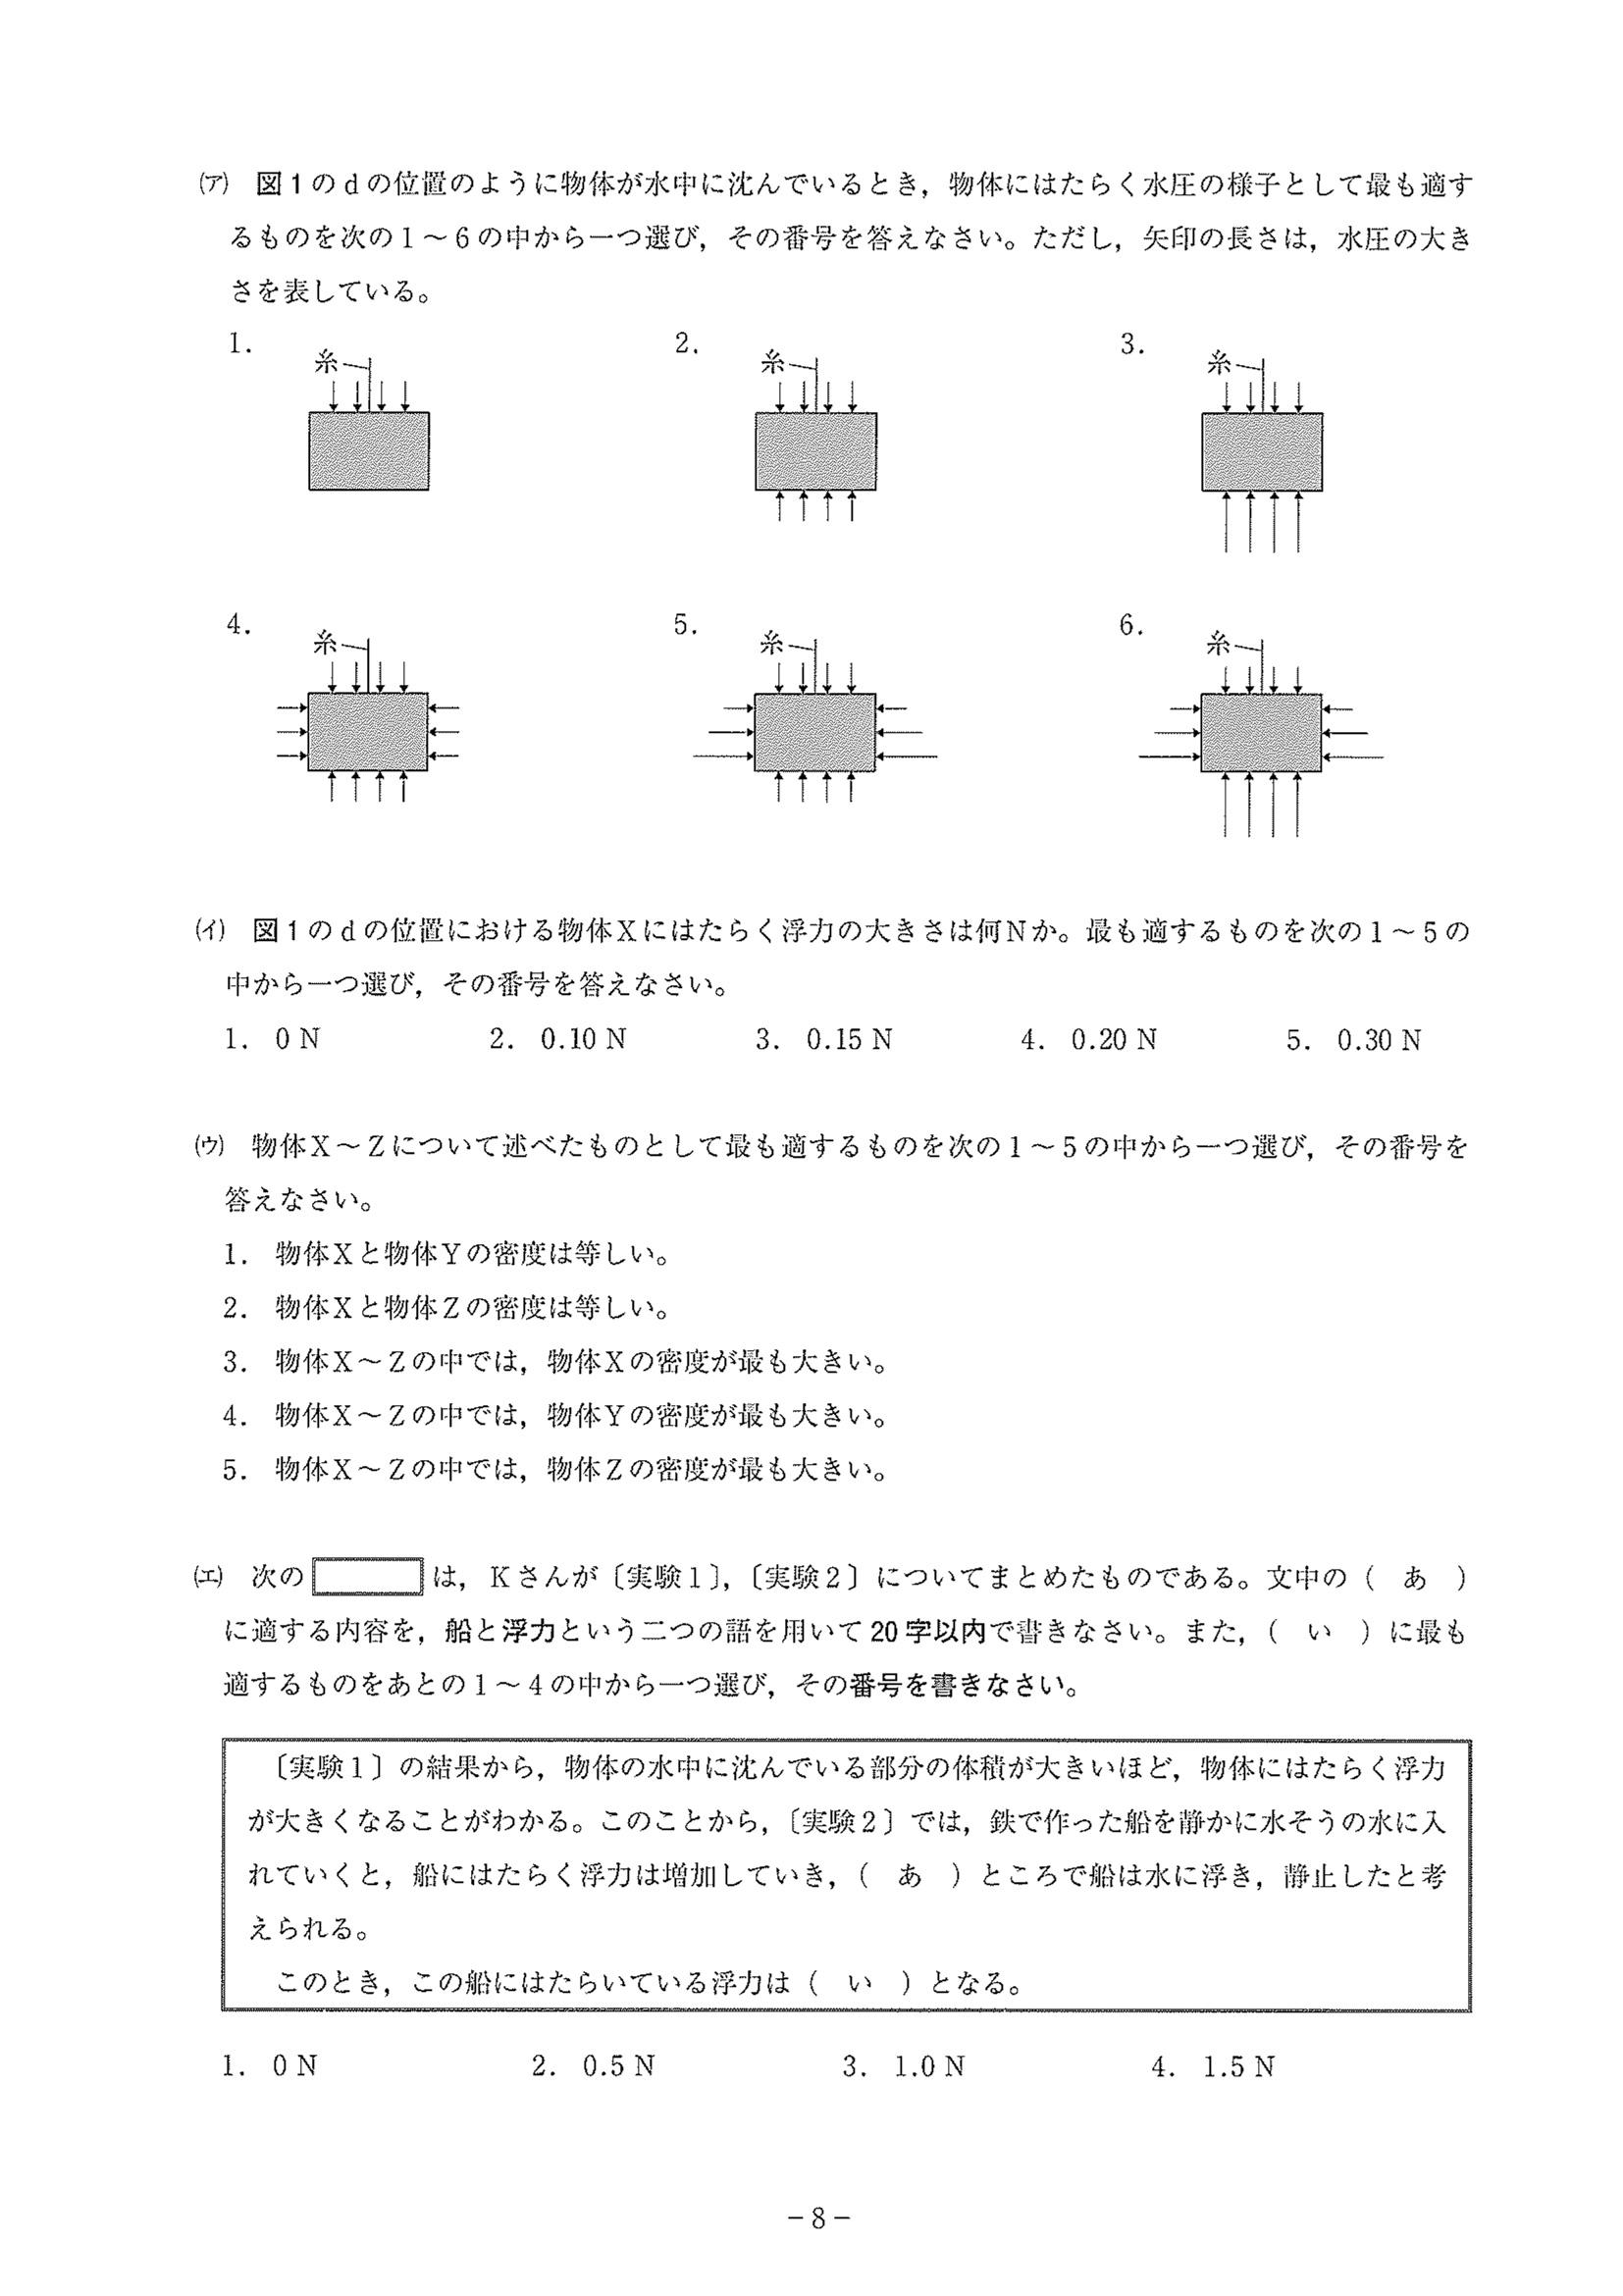 (ア) 図1のdの位置のように物体が水中に沈んでいるとき，物体にはたらく水圧の様子として最も適す
るものを次の1～6の中から一つ選び，その番号を答えなさい。ただし，矢印の長さは，水圧の大き
さを表している。
1. 2. 3.
糸 糸 糸
4. 5. 6.
糸 糸 糸
(イ) 図1のdの位置における物体Xにはたらく浮力の大きさは何Nか。最も適するものを次の1～5の
中から一つ選び，その番号を答えなさい。
1. 0 N 2. 0.10 N 3. 0.15 N 4. 0.20 N 5. 0.30 N
(ウ) 物体X～Zについて述べたものとして最も適するものを次の1～5の中から一つ選び，その番号を
答えなさい。
1. 物体Xと物体Yの密度は等しい。
2. 物体Xと物体Zの密度は等しい。
3. 物体X～Zの中では，物体Xの密度が最も大きい。
4. 物体X～Zの中では，物体Yの密度が最も大きい。
5. 物体X～Zの中では，物体Zの密度が最も大きい。
(エ) 次の は，Kさんが〔実験1〕，〔実験2〕についてまとめたものである。文中の（ あ ）
に適する内容を，船と浮力という二つの語を用いて20字以内で書きなさい。また，（ い ）に最も
適するものをあとの1～4の中から一つ選び，その番号を書きなさい。
〔実験1〕の結果から，物体の水中に沈んでいる部分の体積が大きいほど，物体にはたらく浮力
が大きくなることがわかる。このことから，〔実験2〕では，鉄で作った船を静かに水そうの水に入
れていくと，船にはたらく浮力は増加していき，（ あ ）ところで船は水に浮き，静止したと考
えられる。
このとき，この船にはたらいている浮力は（ い ）となる。
1. 0 N 2. 0.5 N 3. 1.0 N 4. 1.5 N
－8－